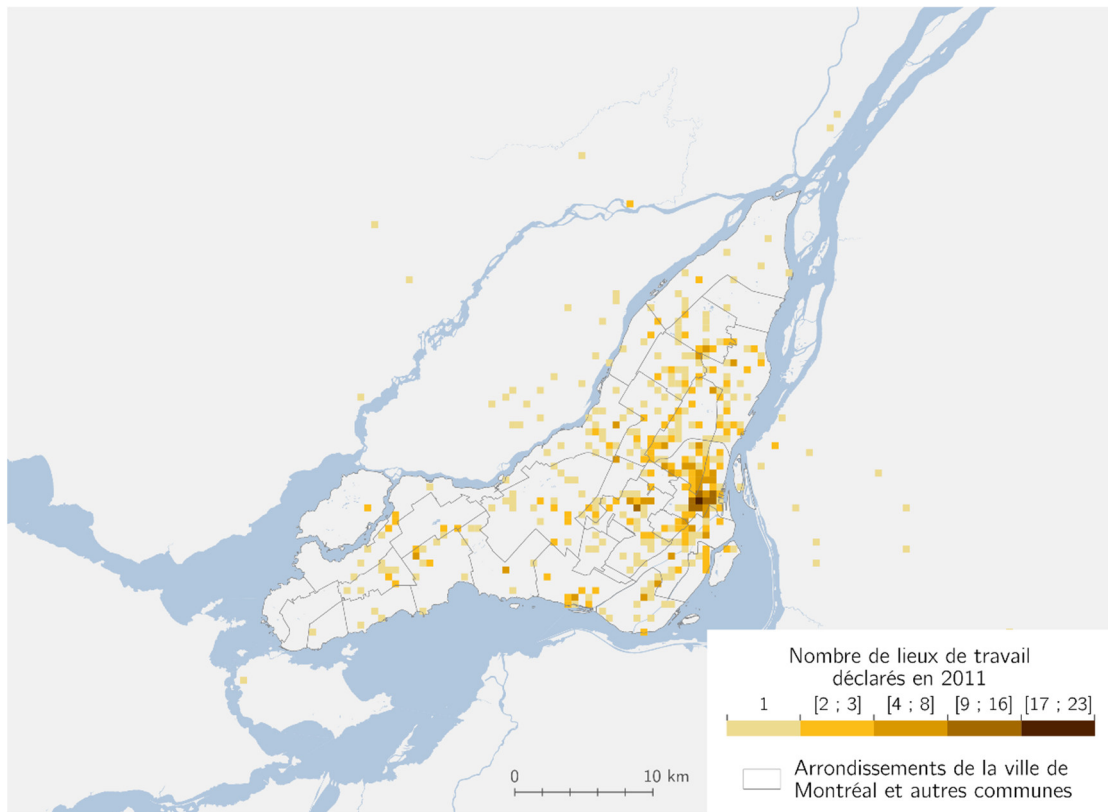 Nombre de lieux de travail
déclarés en 2011
1 [2 ; 3] [4 ; 8] [9 ; 16] [17 ; 23]
0 10 km
Arrondissements de la ville de
Montréal et autres communes